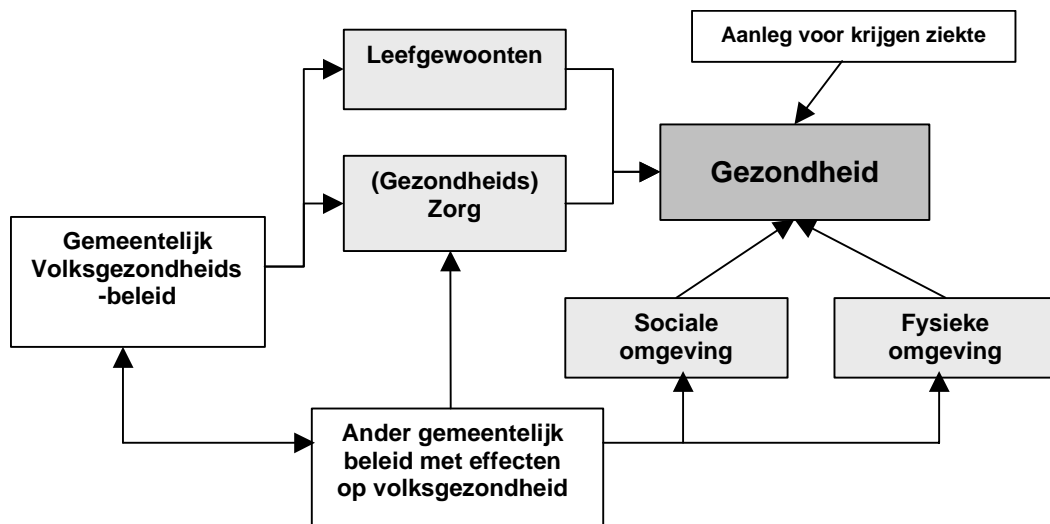 Leefgewoonten
Aanleg voor krijgen ziekte
(Gezondheids)
Zorg
Gezondheid
Gemeentelijk
Volksgezondheids
-beleid
Sociale
omgeving
Fysieke
omgeving
Ander gemeentelijk
beleid met effecten
op volksgezondheid